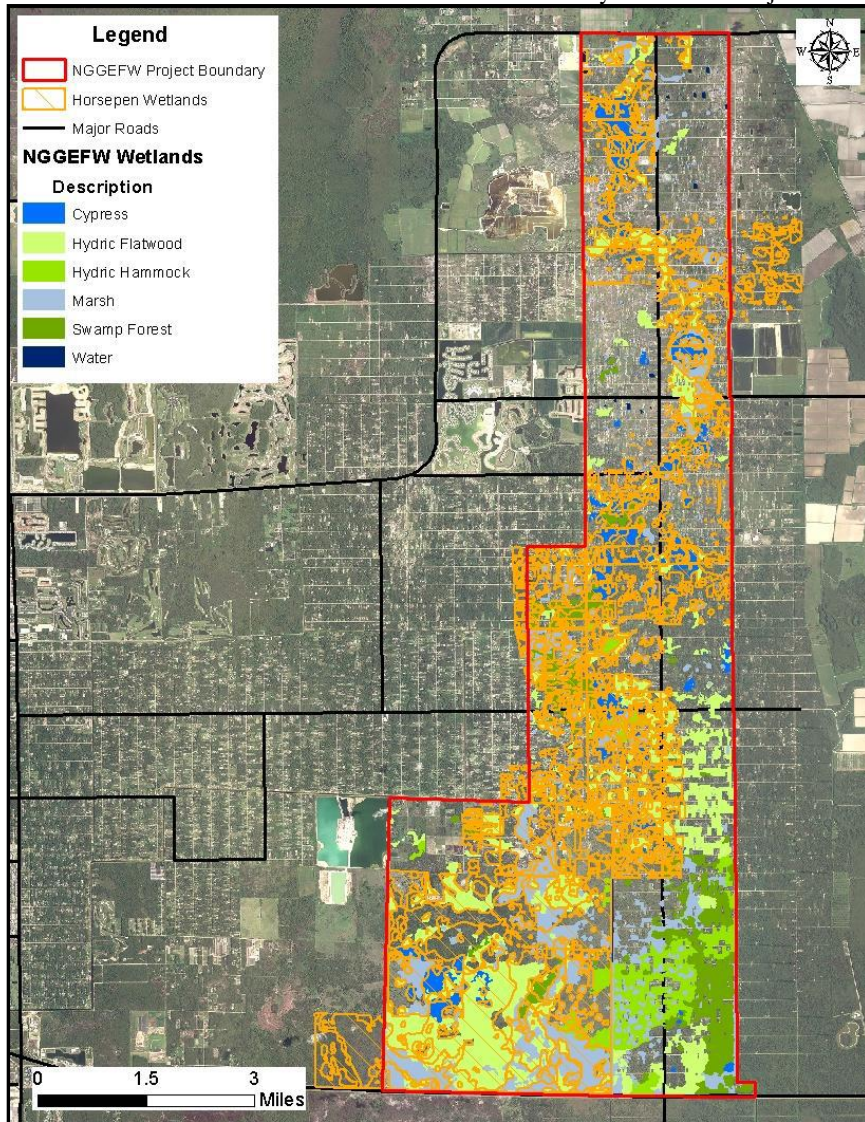 Legend
NGGEFW Project Boundary
Horsepen Wetlands
Major Roads
NGGEFW Wetlands
Description
Cypress
Hydric Flatwood
Hydric Hammock
Marsh
Swamp Forest
Water
N
W E
S
0 1.5 3
Miles